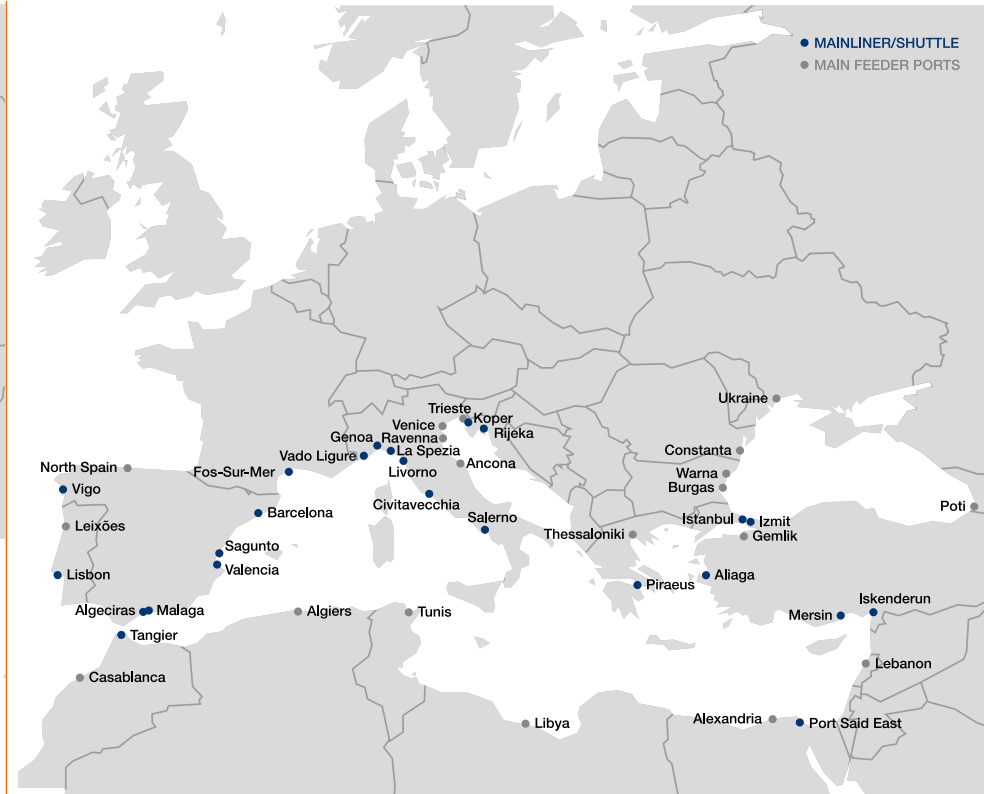 MAINLINER/SHUTTLE
MAIN FEEDER PORTS
Ukraine
Trieste
Koper
Venice
Rijeka
Genoa
Ravenna
La Spezia
Constanta
Vado Ligure
Ancona
North Spain
Fos-Sur-Mer
Livorno
Warna
Vigo
Burgas
Civitavecchia
Poti
Barcelona
Salerno
Istanbul
Izmit
Leixões
Thessaloniki
Gemlik
Sagunto
Valencia
Lisbon
Aliaga
Piraeus
Iskenderun
Algeciras
Malaga
Algiers
Tunis
Mersin
Tangier
Lebanon
Casablanca
Alexandria
Libya
Port Said East